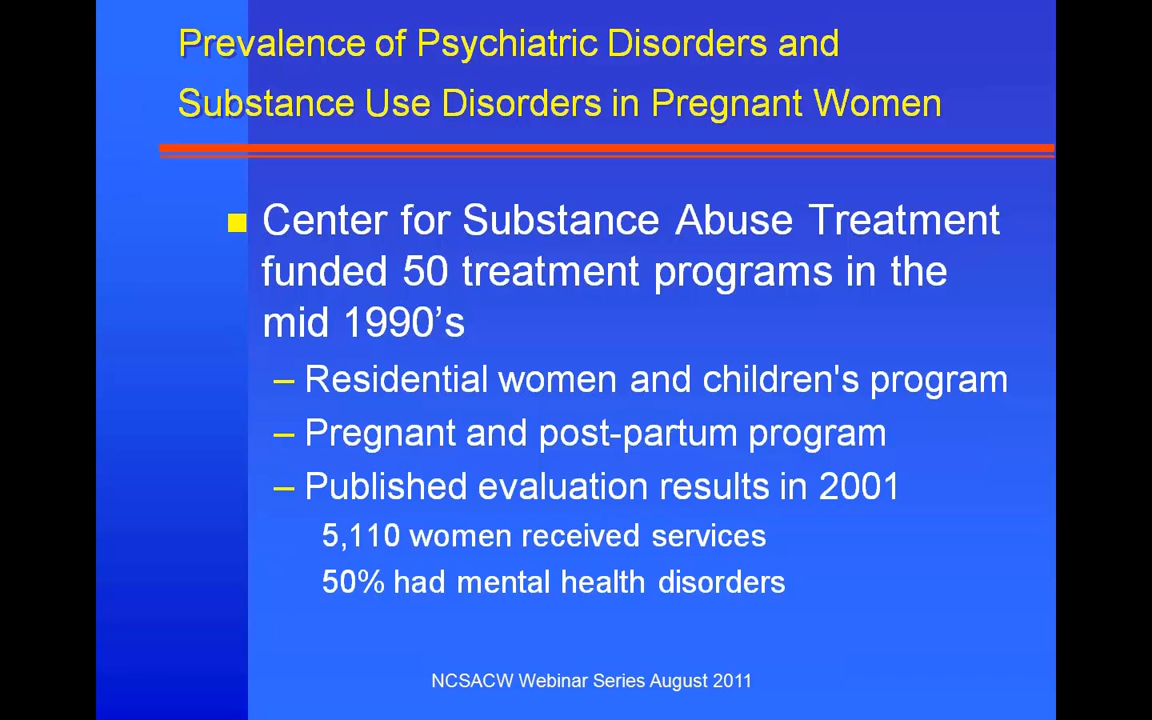 Prevalence of Psychiatric Disorders and
Substance Use Disorders in Pregnant Women
Center for Substance Abuse Treatment
funded 50 treatment programs in the
mid 1990’s
– Residential women and children's program
– Pregnant and post-partum program
– Published evaluation results in 2001
5,110 women received services
50% had mental health disorders
NCSACW Webinar Series August 2011